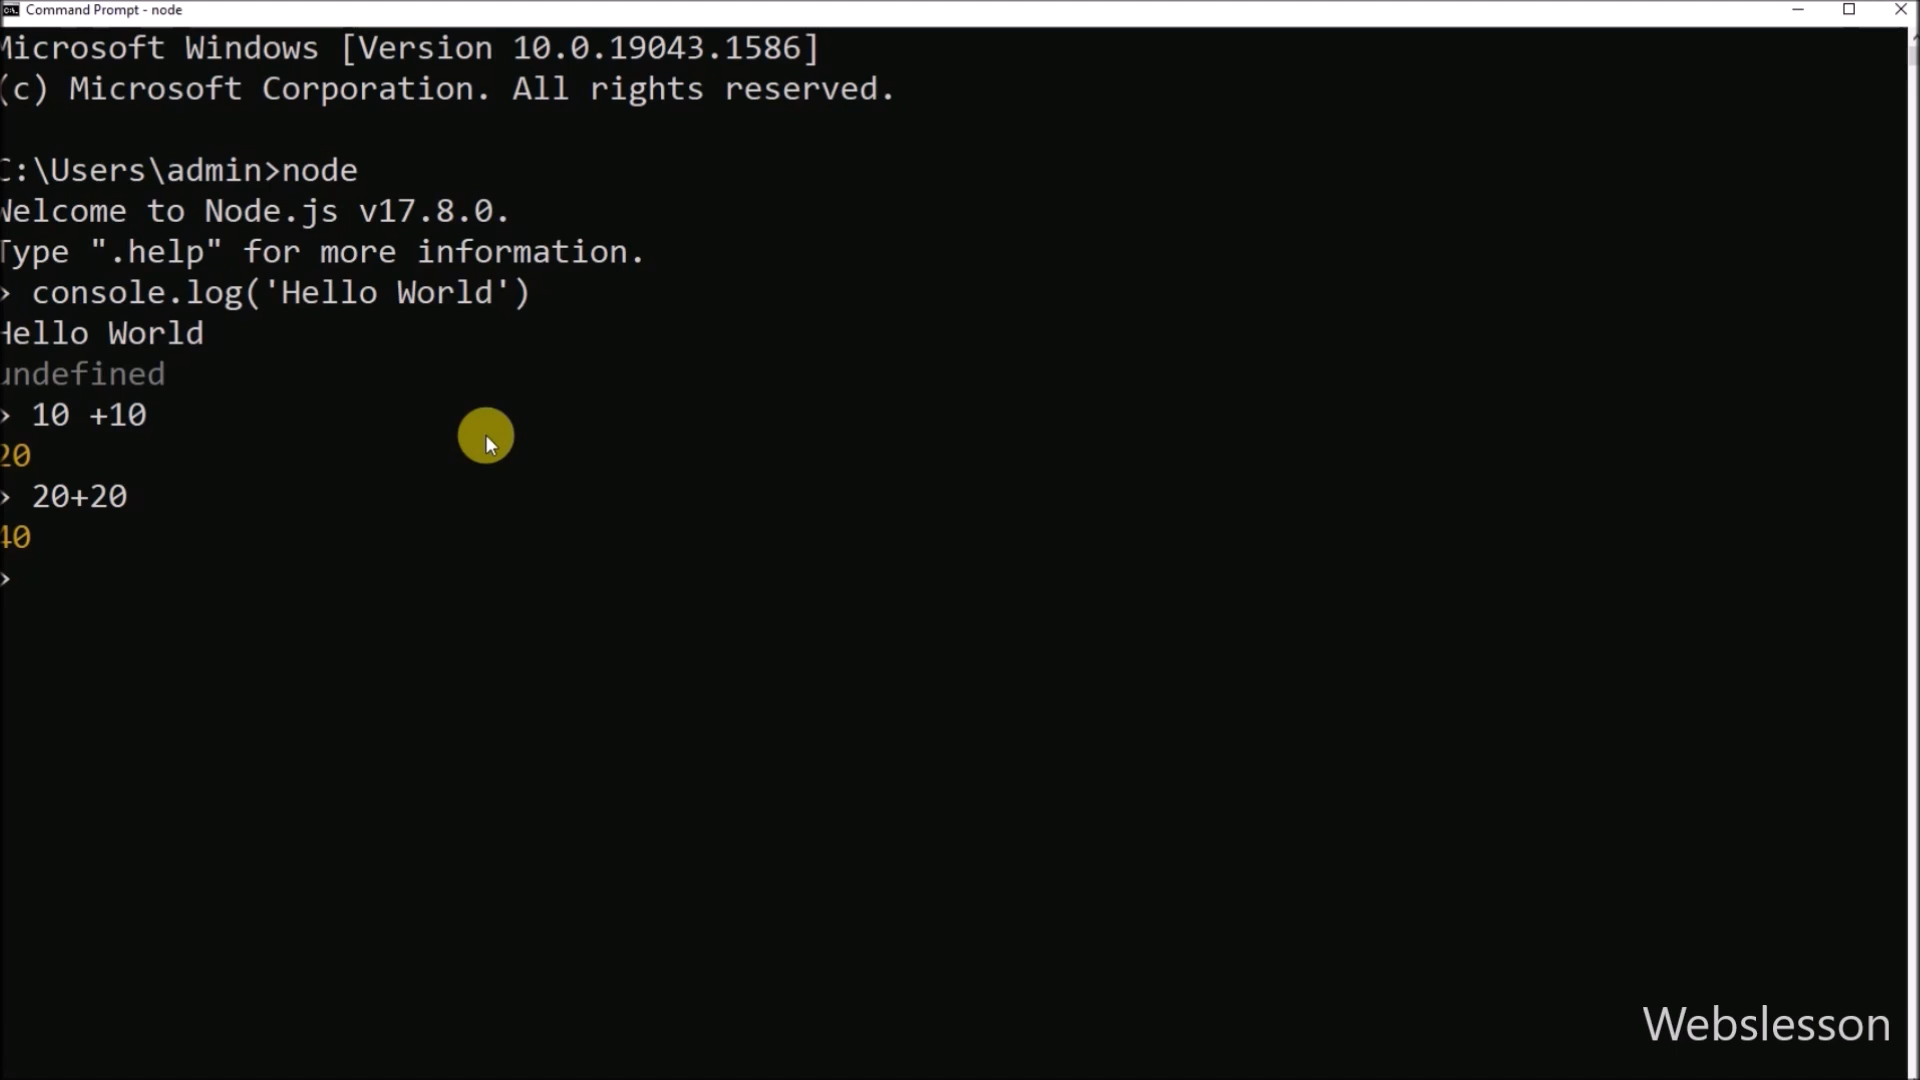 Command Prompt - node
Microsoft Windows [Version 10.0.19043.1586]
(c) Microsoft Corporation. All rights reserved.
C:\Users\admin>node
Welcome to Node.js v17.8.0.
Type ".help" for more information.
> console.log('Hello World')
Hello World
undefined
> 10 +10
20
> 20+20
40
>
Webslesson